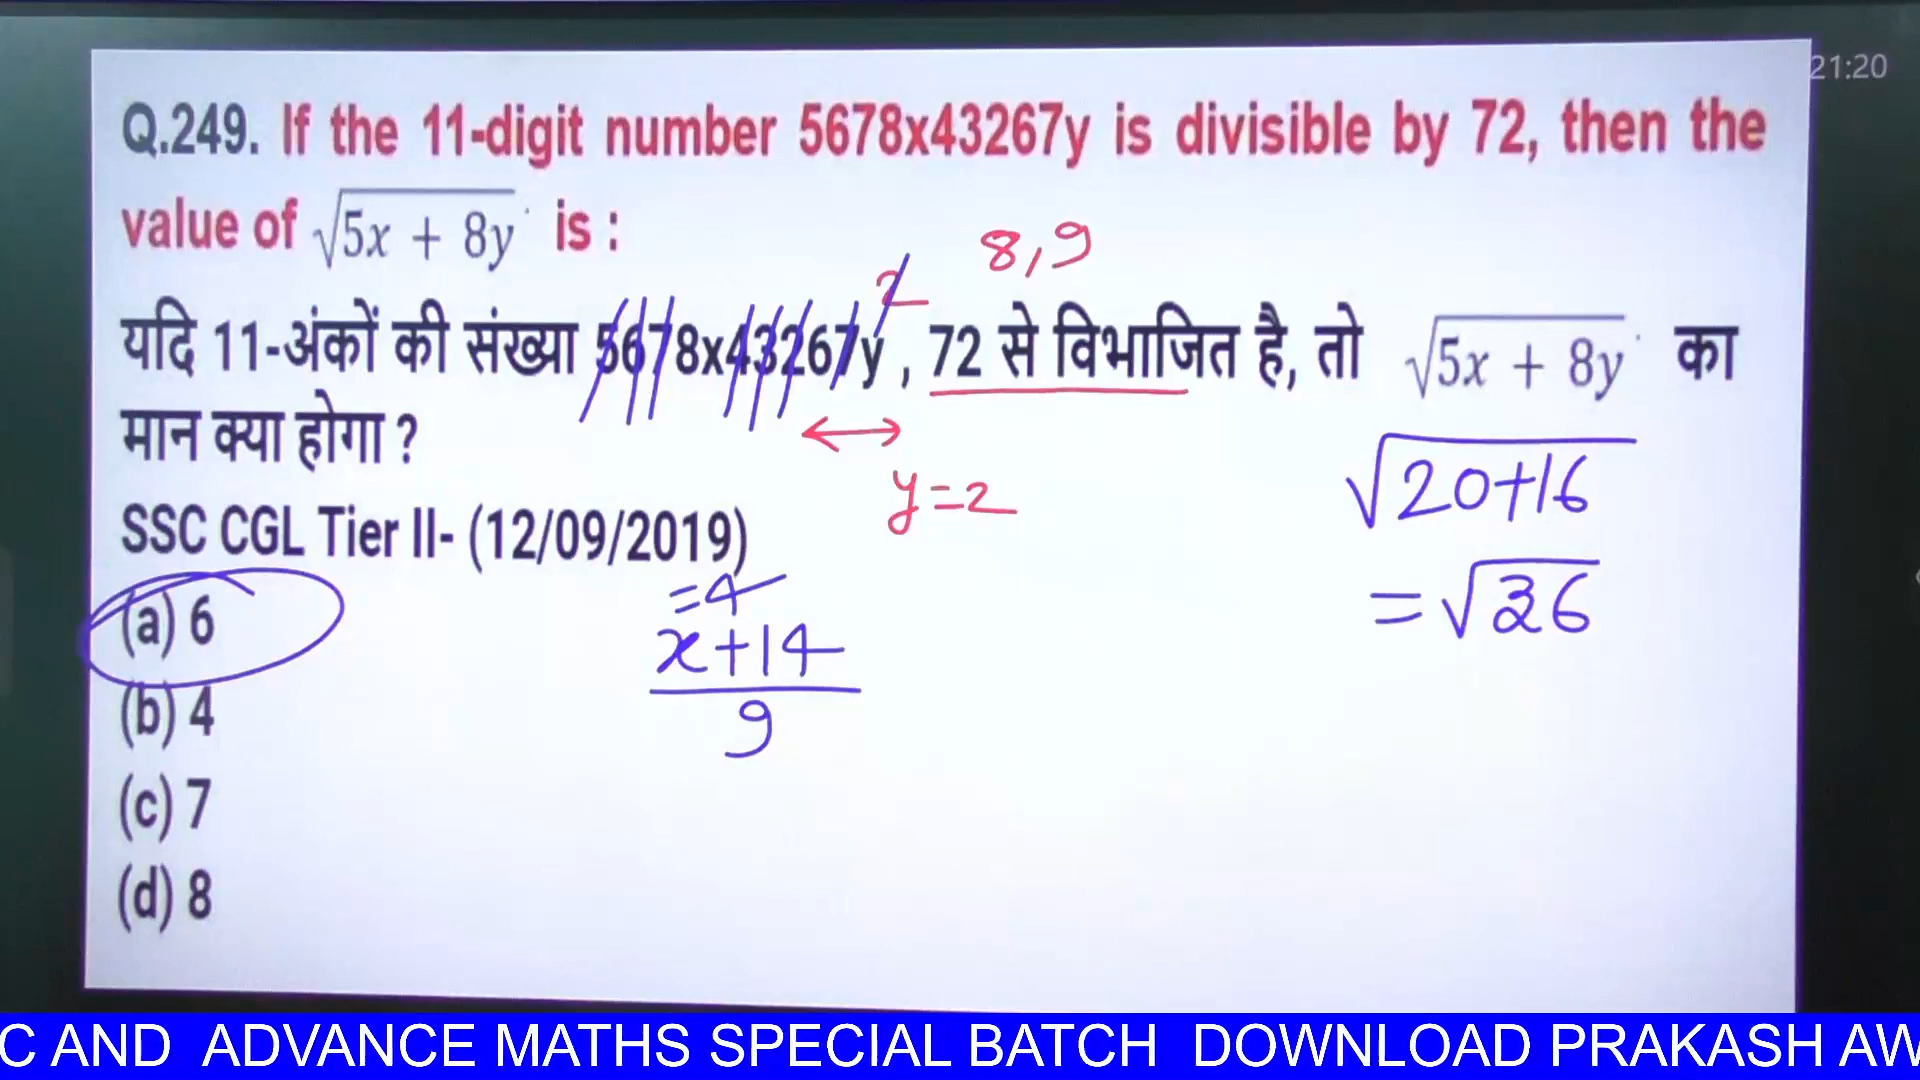 21:20
Q.249. If the 11-digit number 5678x43267y is divisible by 72, then the
value of √5x + 8y is :
8,9
2
यदि 11-अंकों की संख्या 5678x43267y , 72 से विभाजित है, तो √5x + 8y का
मान क्या होगा ?
y=2
√20+16
SSC CGL Tier II- (12/09/2019)
=4
x+14
9
=√36
(a) 6
(b) 4
(c) 7
(d) 8
C AND ADVANCE MATHS SPECIAL BATCH DOWNLOAD PRAKASH AW